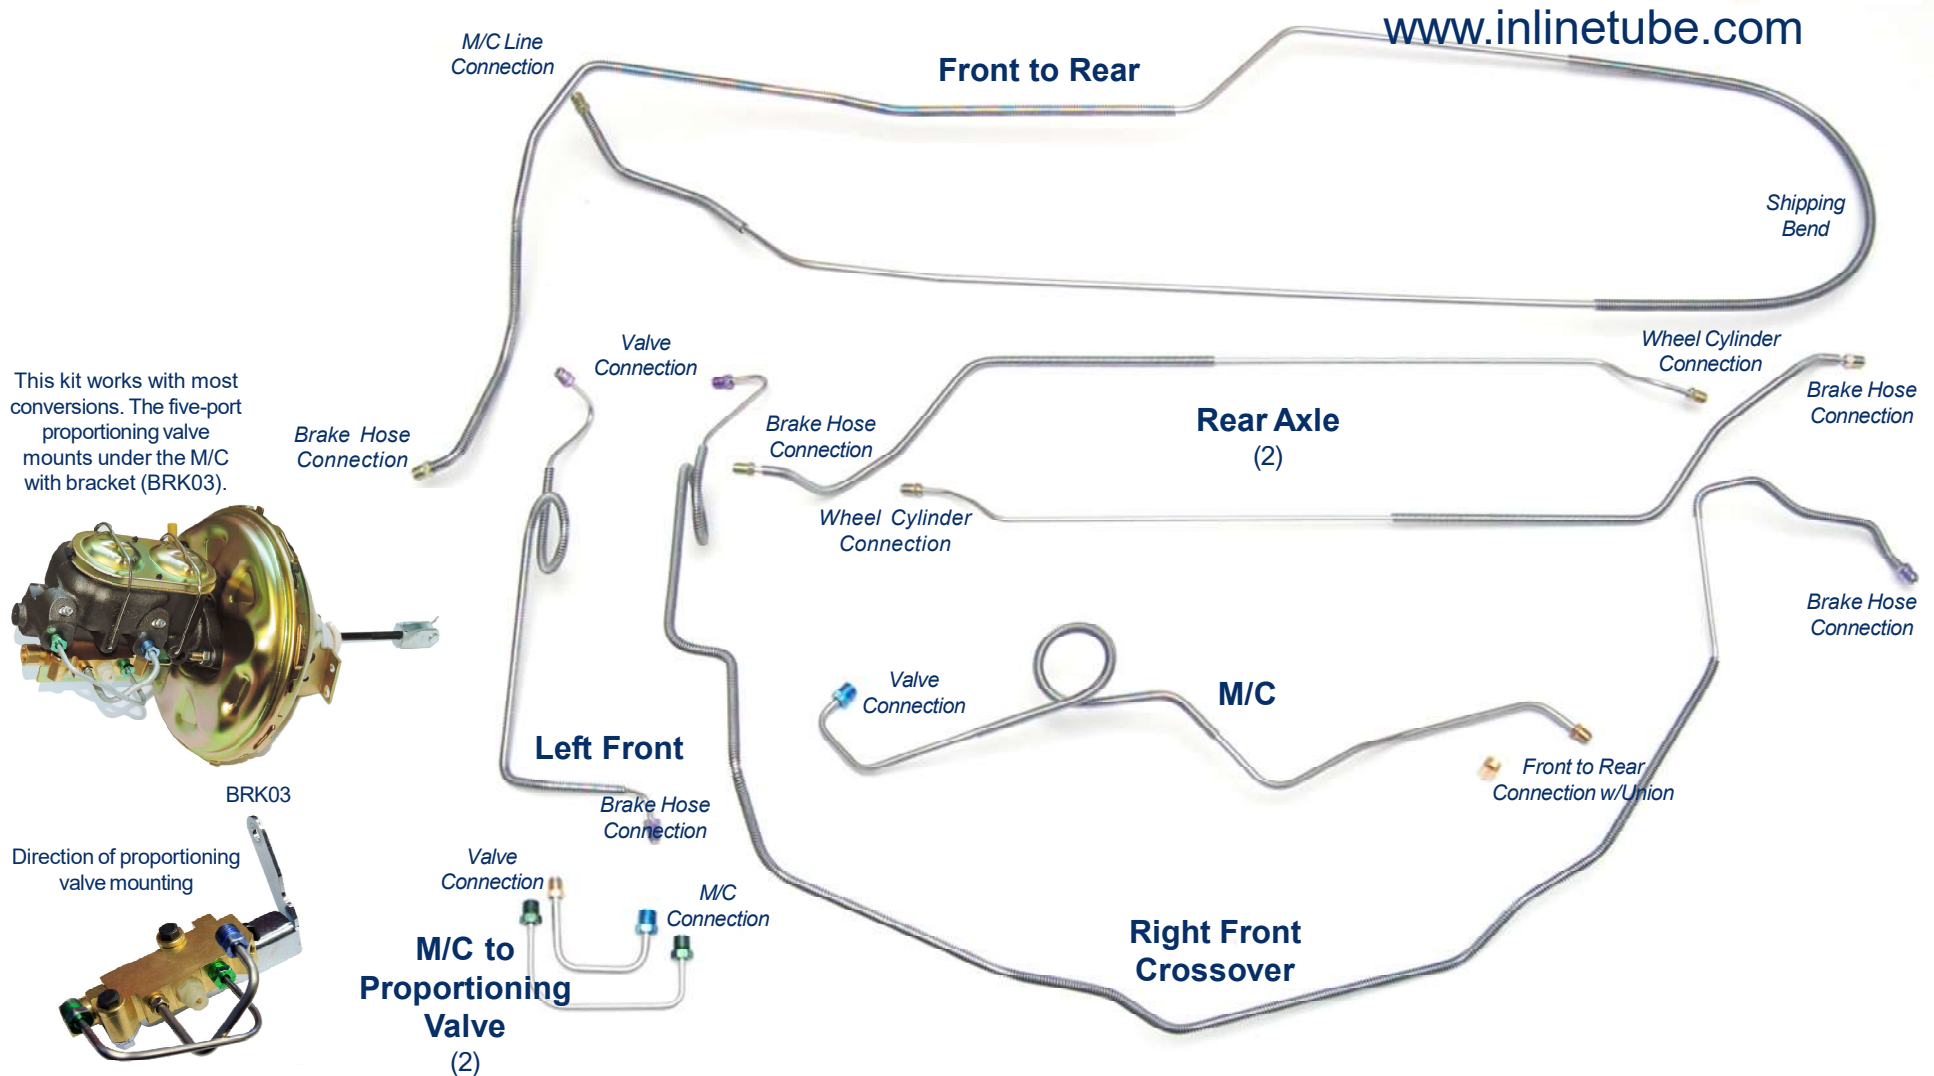 www.inlinetube.com
M/C Line
Connection
Front to Rear
Shipping
Bend
Valve
Connection
Wheel Cylinder
Connection
Brake Hose
Connection
This kit works with most
conversions. The five-port
proportioning valve
mounts under the M/C
with bracket (BRK03).
Brake Hose
Connection
Brake Hose
Connection
Rear Axle
(2)
Wheel Cylinder
Connection
Brake Hose
Connection
Valve
Connection
M/C
Left Front
Front to Rear
Connection w/Union
BRK03
Brake Hose
Connection
Direction of proportioning
valve mounting
Valve
Connection
M/C
Connection
M/C to
Proportioning
Valve
(2)
Right Front
Crossover